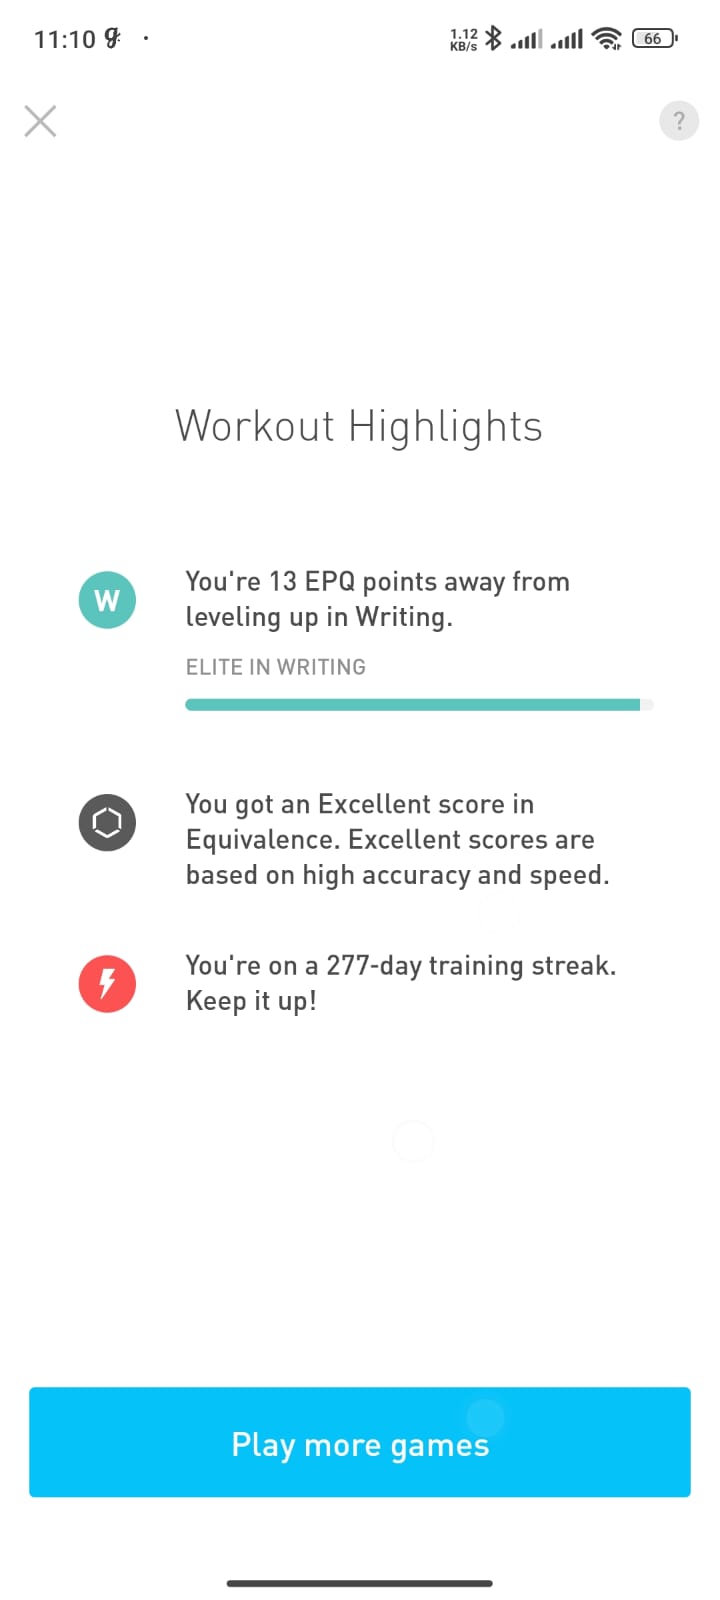 11:10
1.12
KB/s
66
?
Workout Highlights
W
You're 13 EPQ points away from
leveling up in Writing.
ELITE IN WRITING
You got an Excellent score in
Equivalence. Excellent scores are
based on high accuracy and speed.
You're on a 277-day training streak.
Keep it up!
Play more games